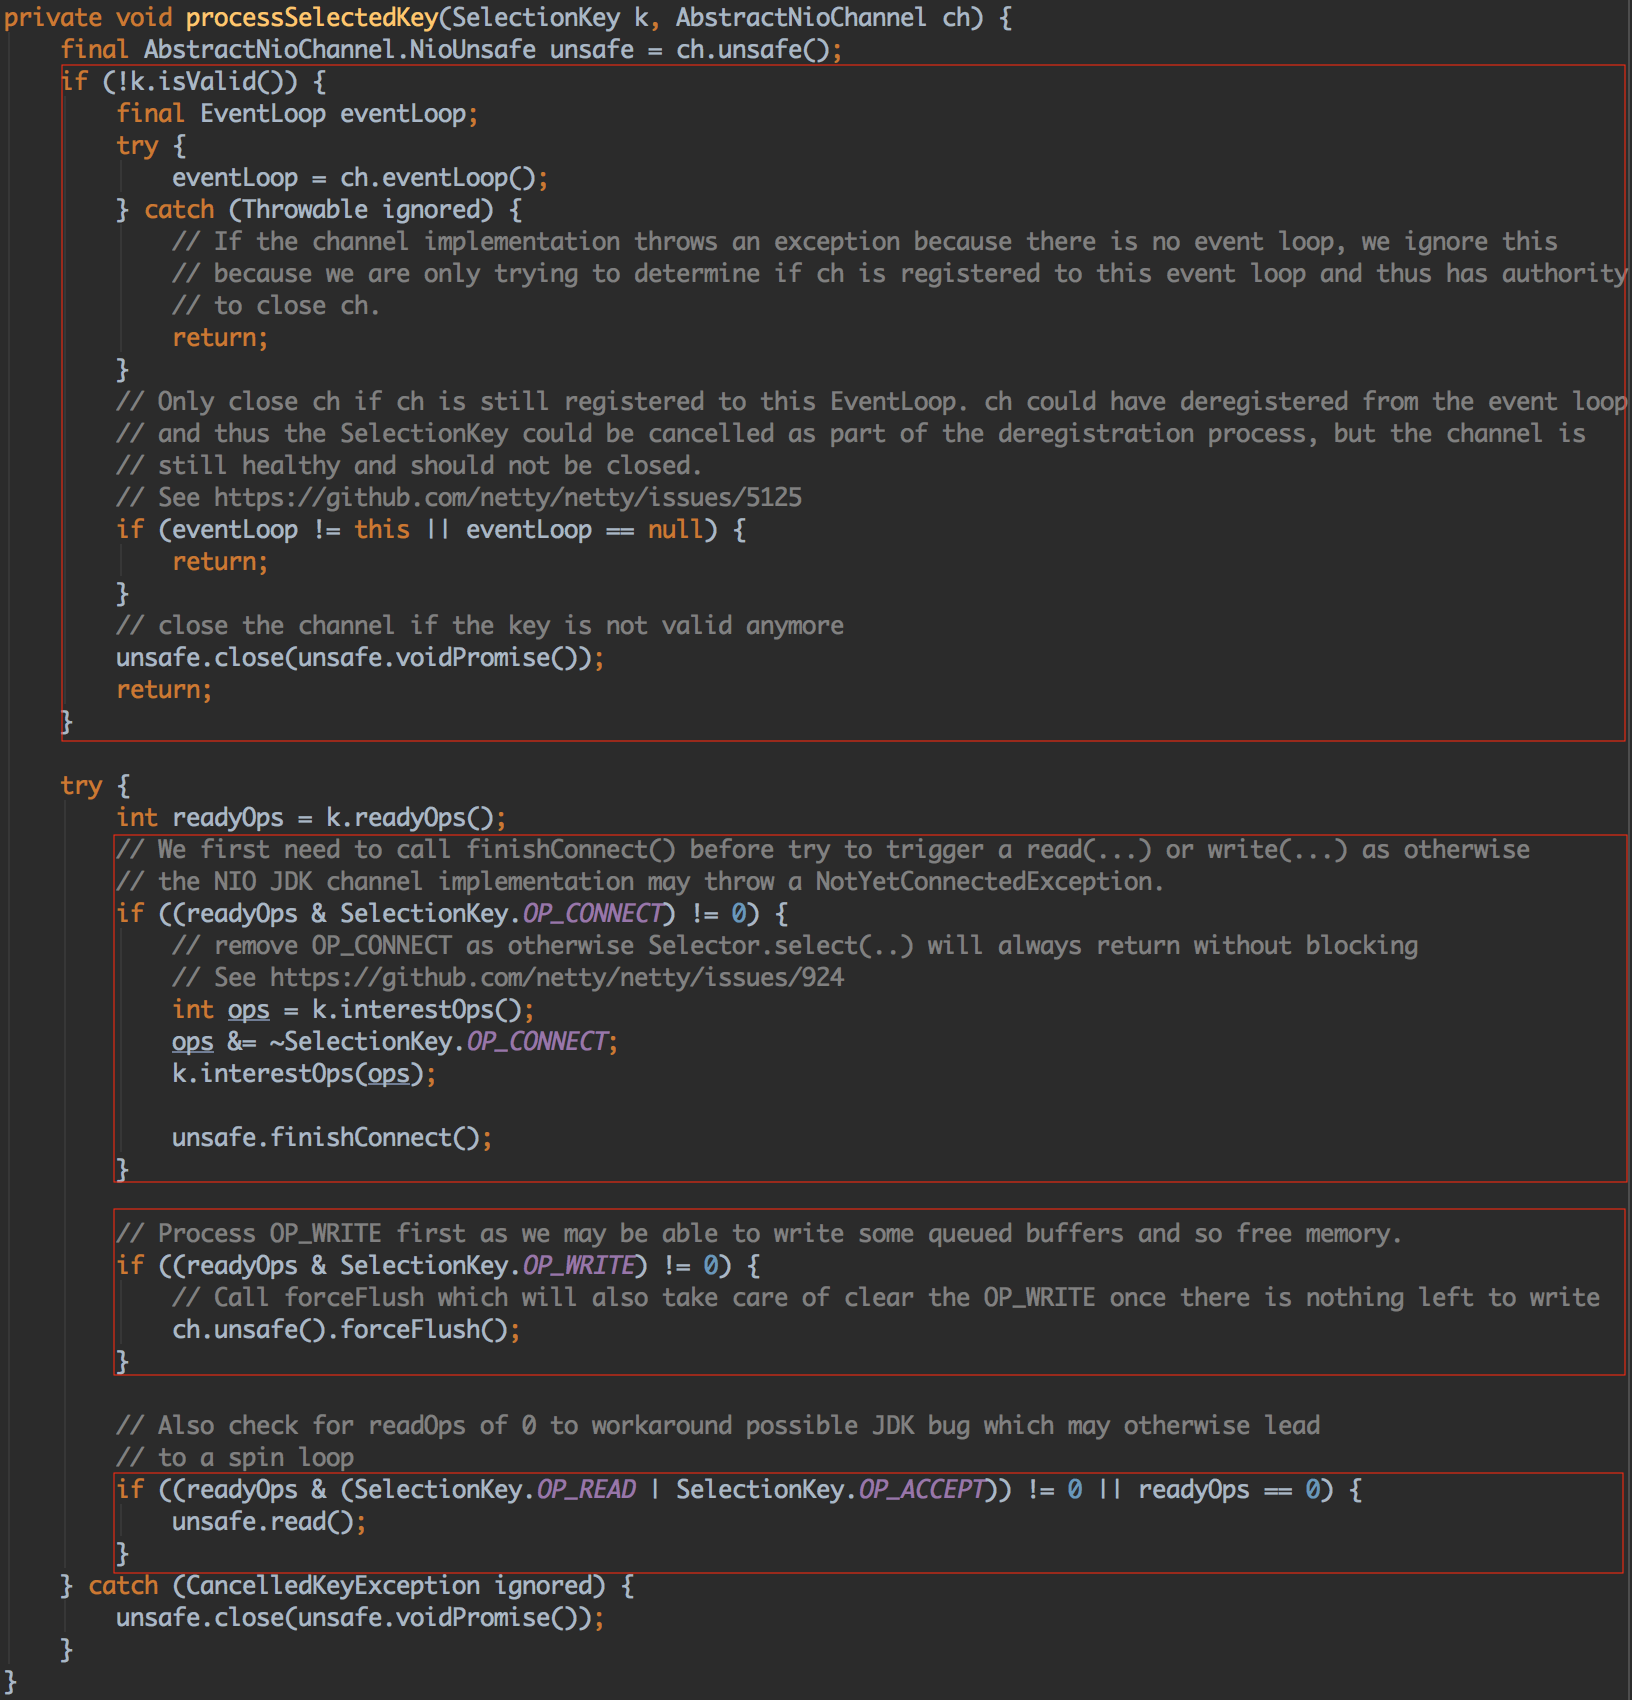 private void processSelectedKey(SelectionKey k, AbstractNioChannel ch) {
    final AbstractNioChannel.NioUnsafe unsafe = ch.unsafe();
    if (!k.isValid()) {
        final EventLoop eventLoop;
        try {
            eventLoop = ch.eventLoop();
        } catch (Throwable ignored) {
            // If the channel implementation throws an exception because there is no event loop, we ignore this
            // because we are only trying to determine if ch is registered to this event loop and thus has authority
            // to close ch.
            return;
        }
        // Only close ch if ch is still registered to this EventLoop. ch could have deregistered from the event loop
        // and thus the SelectionKey could be cancelled as part of the deregistration process, but the channel is
        // still healthy and should not be closed.
        // See https://github.com/netty/netty/issues/5125
        if (eventLoop != this || eventLoop == null) {
            return;
        }
        // close the channel if the key is not valid anymore
        unsafe.close(unsafe.voidPromise());
        return;
    }

    try {
        int readyOps = k.readyOps();
        // We first need to call finishConnect() before try to trigger a read(...) or write(...) as otherwise
        // the NIO JDK channel implementation may throw a NotYetConnectedException.
        if ((readyOps & SelectionKey.OP_CONNECT) != 0) {
            // remove OP_CONNECT as otherwise Selector.select(..) will always return without blocking
            // See https://github.com/netty/netty/issues/924
            int ops = k.interestOps();
            ops &= ~SelectionKey.OP_CONNECT;
            k.interestOps(ops);

            unsafe.finishConnect();
        }

        // Process OP_WRITE first as we may be able to write some queued buffers and so free memory.
        if ((readyOps & SelectionKey.OP_WRITE) != 0) {
            // Call forceFlush which will also take care of clear the OP_WRITE once there is nothing left to write
            ch.unsafe().forceFlush();
        }

        // Also check for readOps of 0 to workaround possible JDK bug which may otherwise lead
        // to a spin loop
        if ((readyOps & (SelectionKey.OP_READ | SelectionKey.OP_ACCEPT)) != 0 || readyOps == 0) {
            unsafe.read();
        }
    } catch (CancelledKeyException ignored) {
        unsafe.close(unsafe.voidPromise());
    }
}